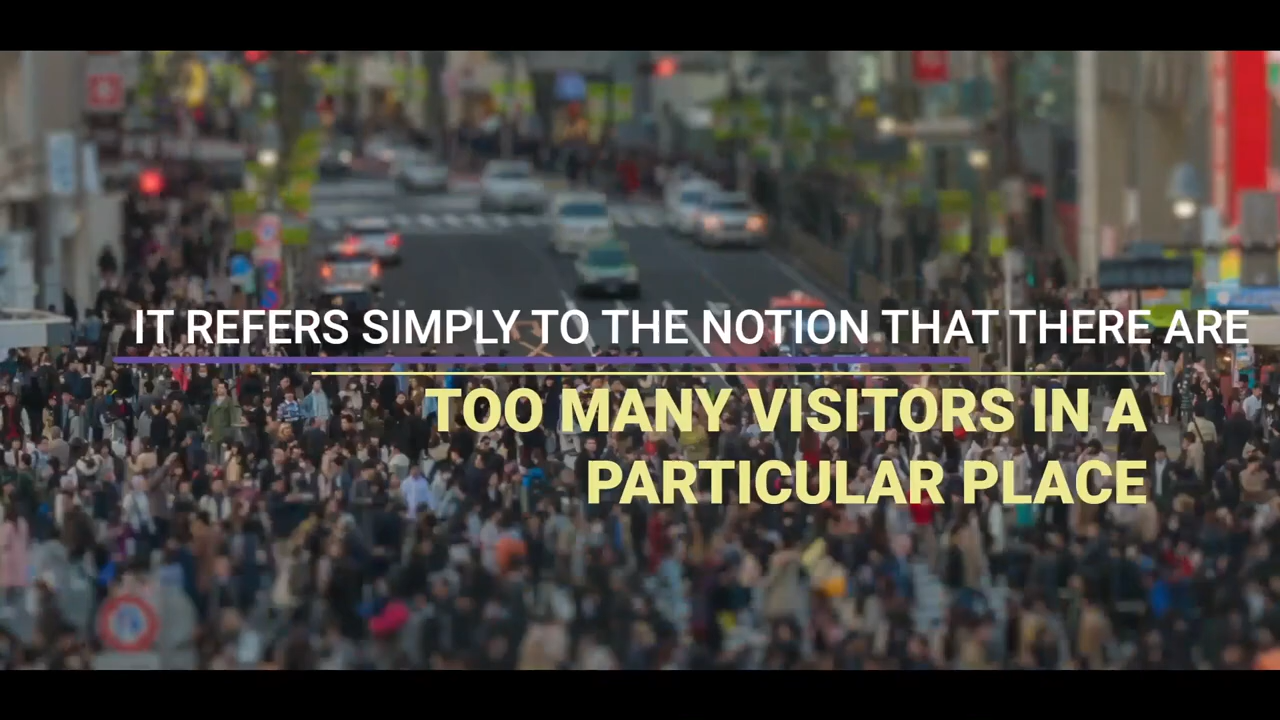 IT REFERS SIMPLY TO THE NOTION THAT THERE ARE
TOO MANY VISITORS IN A
PARTICULAR PLACE